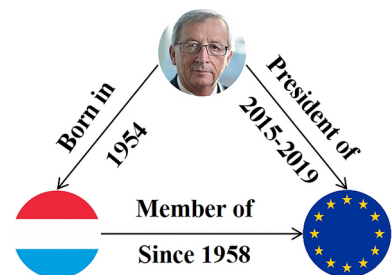 Born in
1954
President of
2015-2019
Member of
Since 1958